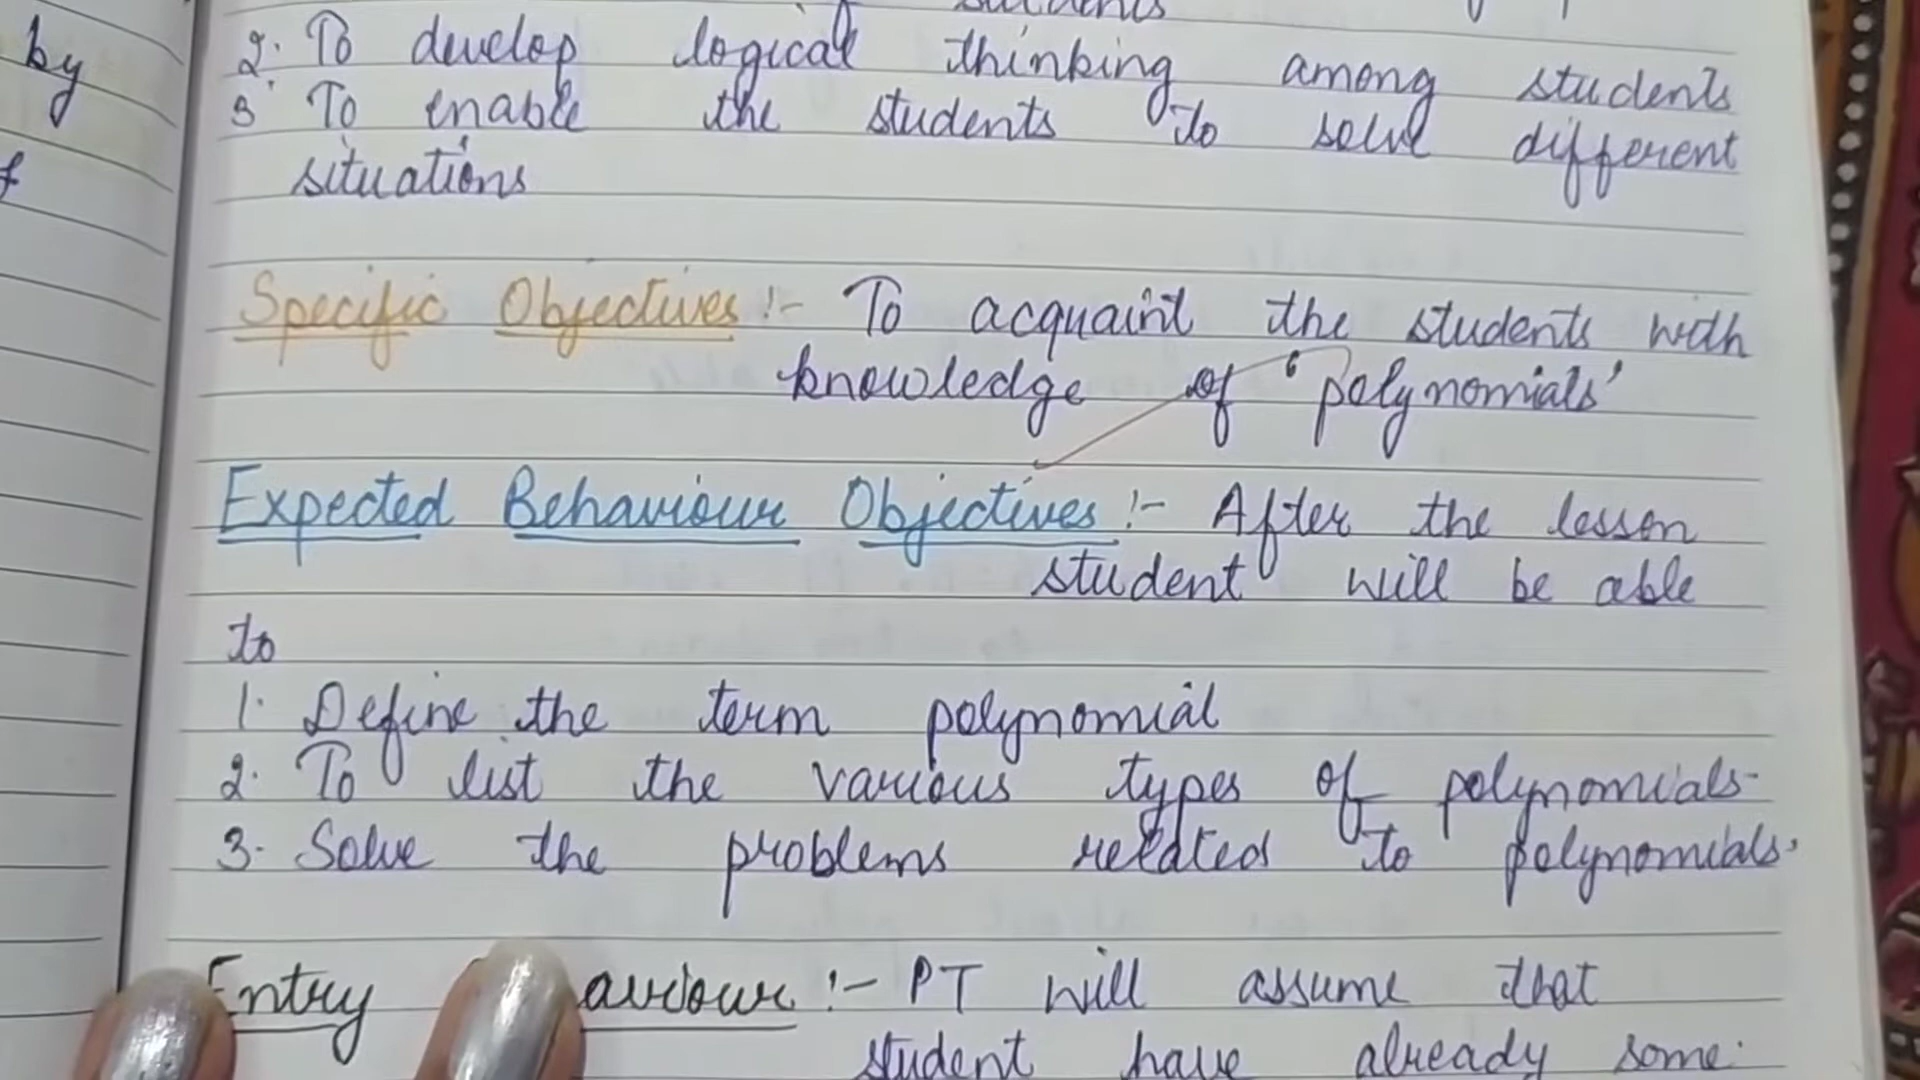 by
f
students
2. To develop logical thinking among students
3 To enable the students to solve different
situations
Specific Objectives :- To acquaint the students with
knowledge of 'polynomials'
Expected Behaviour Objectives :- After the lesson
student will be able
to
1. Define the term polynomial
2. To list the various types of polynomials.
3. Solve the problems related to polynomials.
Entry aviour :- PT will assume that
student have already some